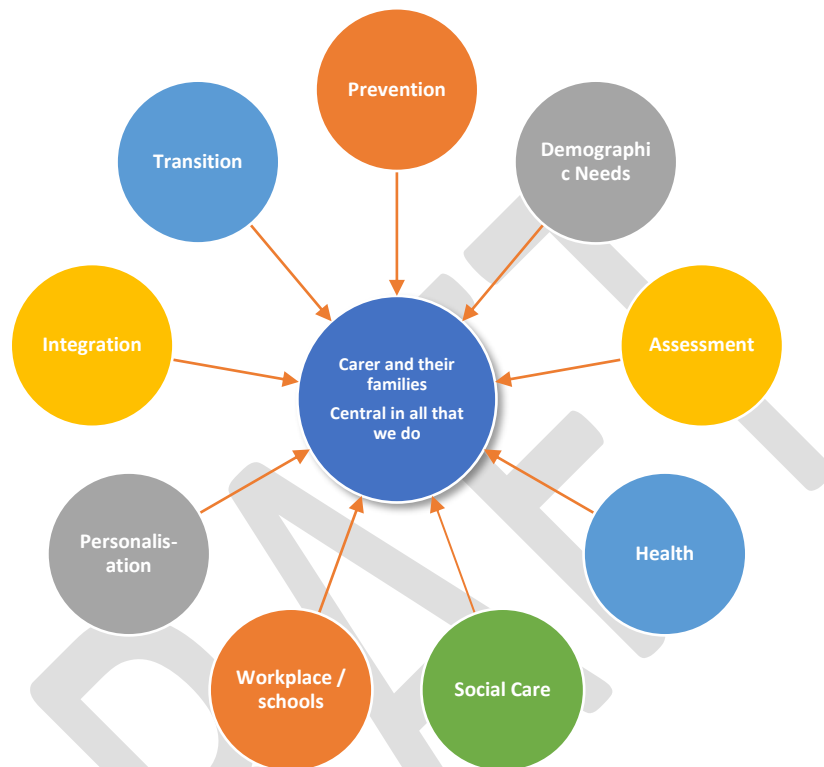 Prevention
Transition
Demographi
c Needs
Integration
Assessment
Carer and their
families
Central in all that
we do
Personalis-
ation
Health
Workplace /
schools
Social Care
DRAFT